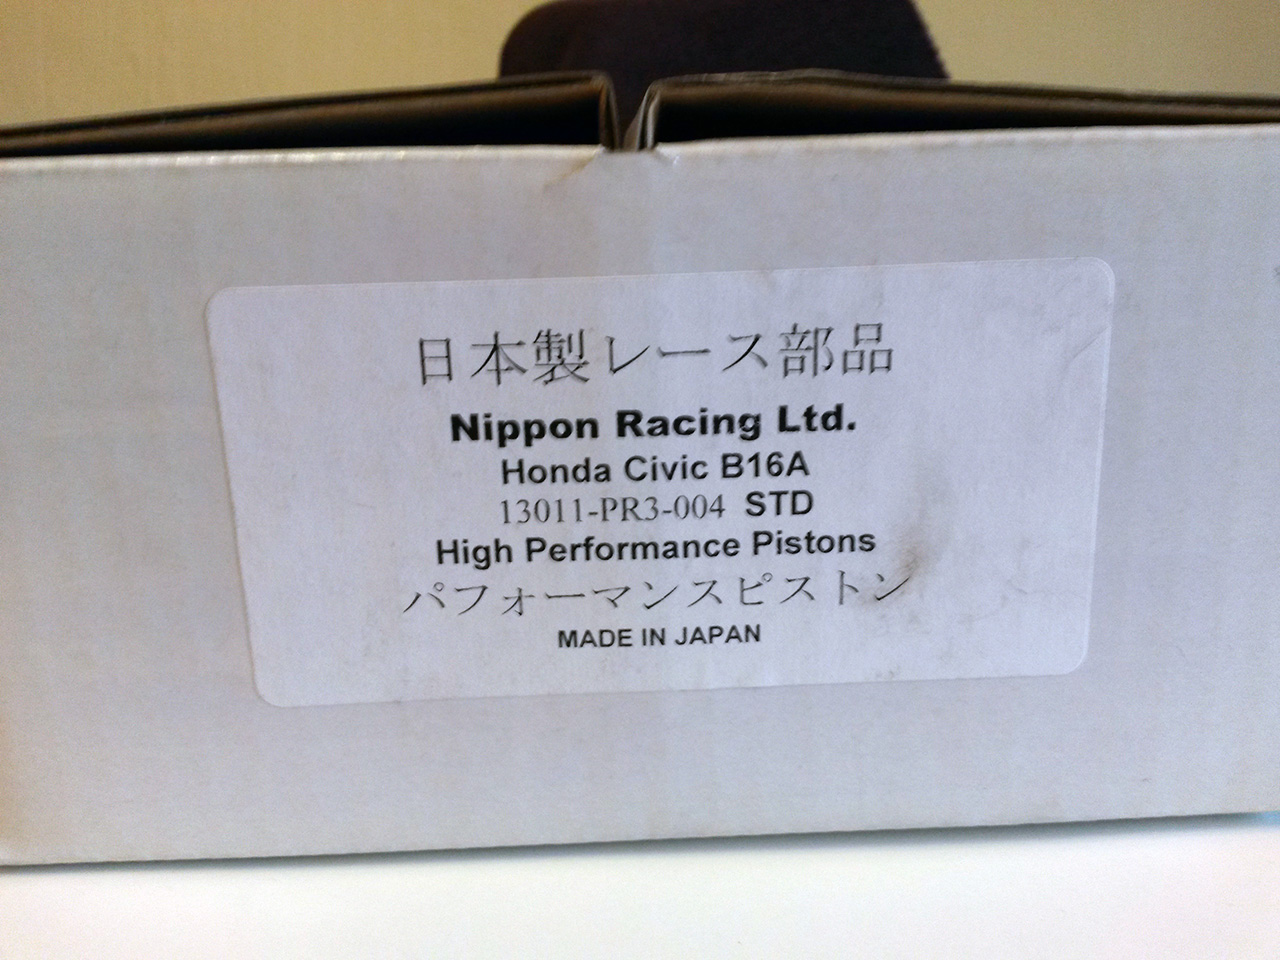 日本製レース部品
Nippon Racing Ltd.
Honda Civic B16A
13011-PR3-004 STD
High Performance Pistons
パフォーマンスピストン
MADE IN JAPAN